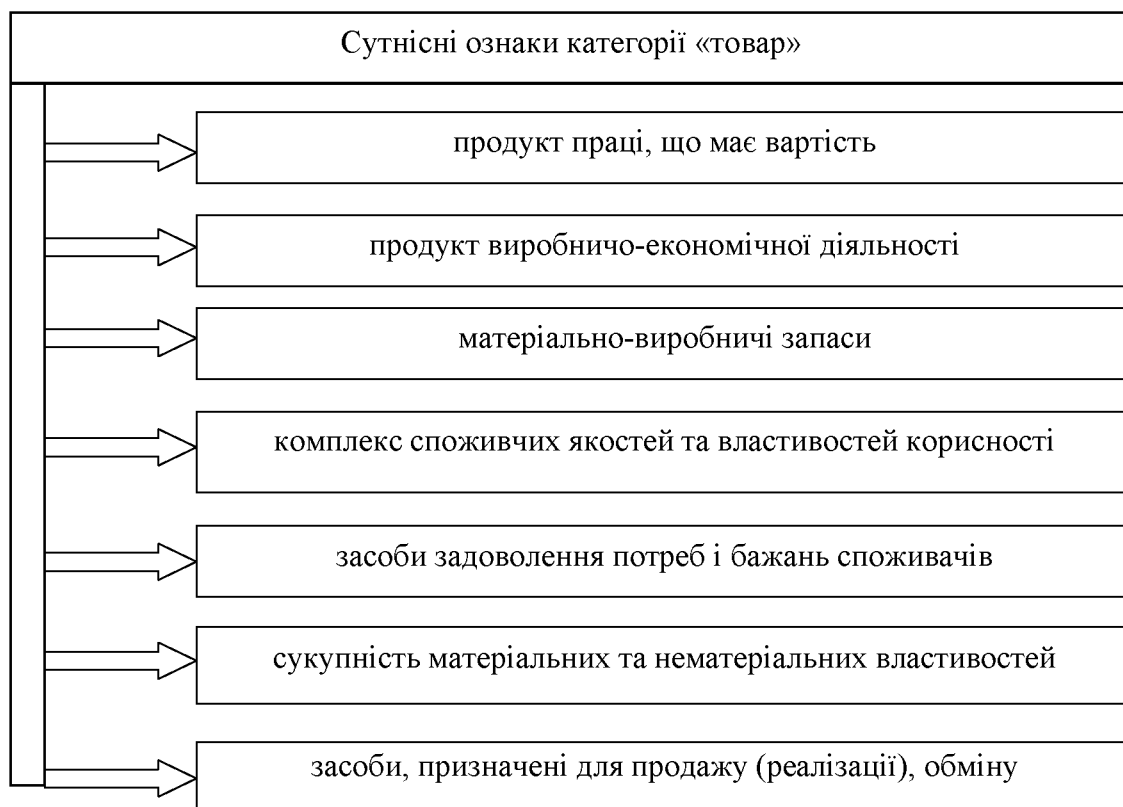 Сутнісні ознаки категорії «товар»
продукт праці, що має вартість
продукт виробничо-економічної діяльності
матеріально-виробничі запаси
комплекс споживчих якостей та властивостей корисності
засоби задоволення потреб і бажань споживачів
сукупність матеріальних та нематеріальних властивостей
засоби, призначені для продажу (реалізації), обміну